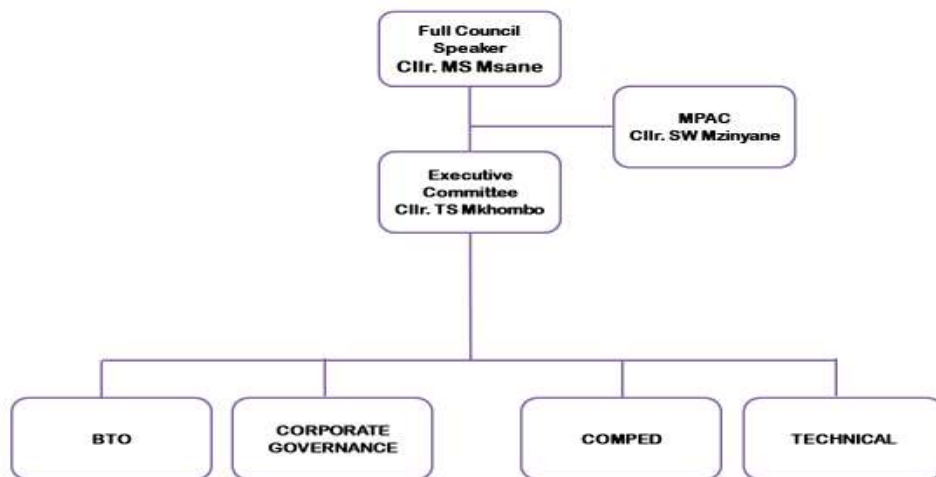 Full Council
Speaker
Cllr. MS Msane
MPAC
Cllr. SW Mzinyane
Executive
Committee
Cllr. TS Mkhombo
BTO
CORPORATE
GOVERNANCE
COMPED
TECHNICAL